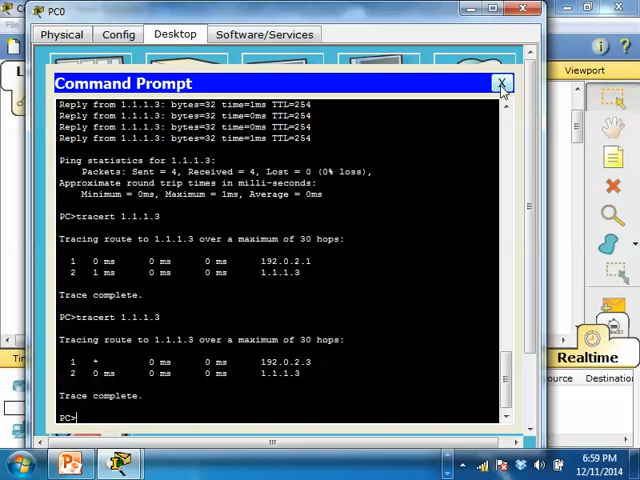 PC0
Physical
Config
Desktop
Software/Services
Viewport
Command Prompt
X
Reply from 1.1.1.3: bytes=32 time=1ms TTL=254
Reply from 1.1.1.3: bytes=32 time=0ms TTL=254
Reply from 1.1.1.3: bytes=32 time=0ms TTL=254
Reply from 1.1.1.3: bytes=32 time=1ms TTL=254
Ping statistics for 1.1.1.3:
Packets: Sent = 4, Received = 4, Lost = 0 (0% loss),
Approximate round trip times in milli-seconds:
Minimum = 0ms, Maximum = 1ms, Average = 0ms
PC>tracert 1.1.1.3
Tracing route to 1.1.1.3 over a maximum of 30 hops:
1 0 ms 0 ms 0 ms 192.0.2.1
2 1 ms 0 ms 0 ms 1.1.1.3
Trace complete.
PC>tracert 1.1.1.3
Tracing route to 1.1.1.3 over a maximum of 30 hops:
1 * 0 ms 0 ms 192.0.2.3
2 0 ms 0 ms 0 ms 1.1.1.3
Trace complete.
PC>
Realtime
Destination
6:59 PM
12/11/2014